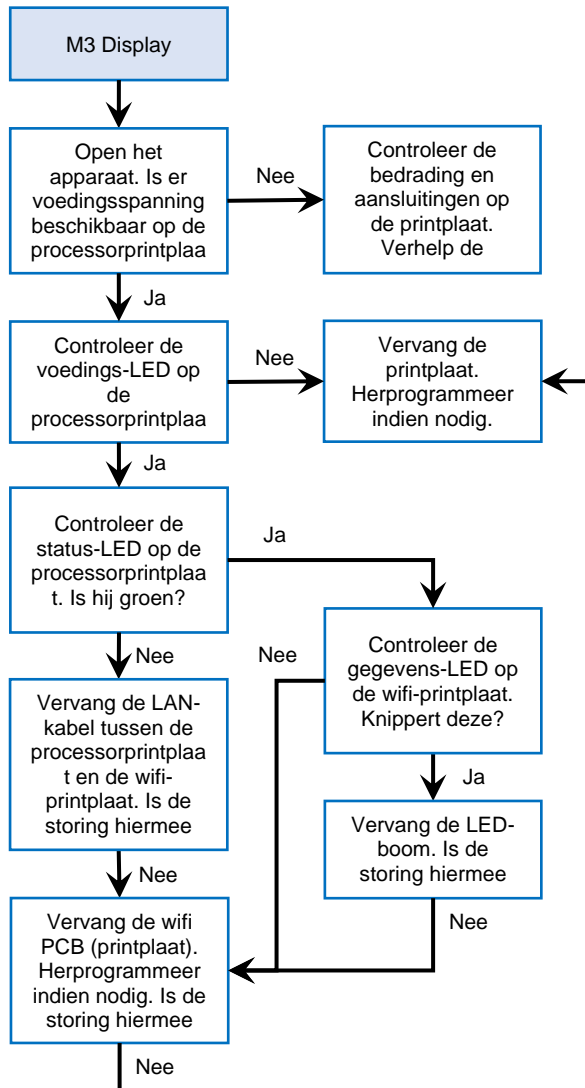 M3 Display
Open het
apparaat. Is er
voedingsspanning
beschikbaar op de
processorprintplaa
Nee
Controleer de
bedrading en
aansluitingen op
de printplaat.
Verhelp de
Ja
Controleer de
voedings-LED op
de
processorprintplaa
Nee
Vervang de
printplaat.
Herprogrammeer
indien nodig.
Ja
Controleer de
status-LED op de
processorprintplaa
t. Is hij groen?
Ja
Nee
Nee
Controleer de
gegevens-LED op
de wifi-printplaat.
Knippert deze?
Vervang de LAN-
kabel tussen de
processorprintplaa
t en de wifi-
printplaat. Is de
storing hiermee
Ja
Vervang de LED-
boom. Is de
storing hiermee
Nee
Nee
Vervang de wifi
PCB (printplaat).
Herprogrammeer
indien nodig. Is de
storing hiermee
Nee